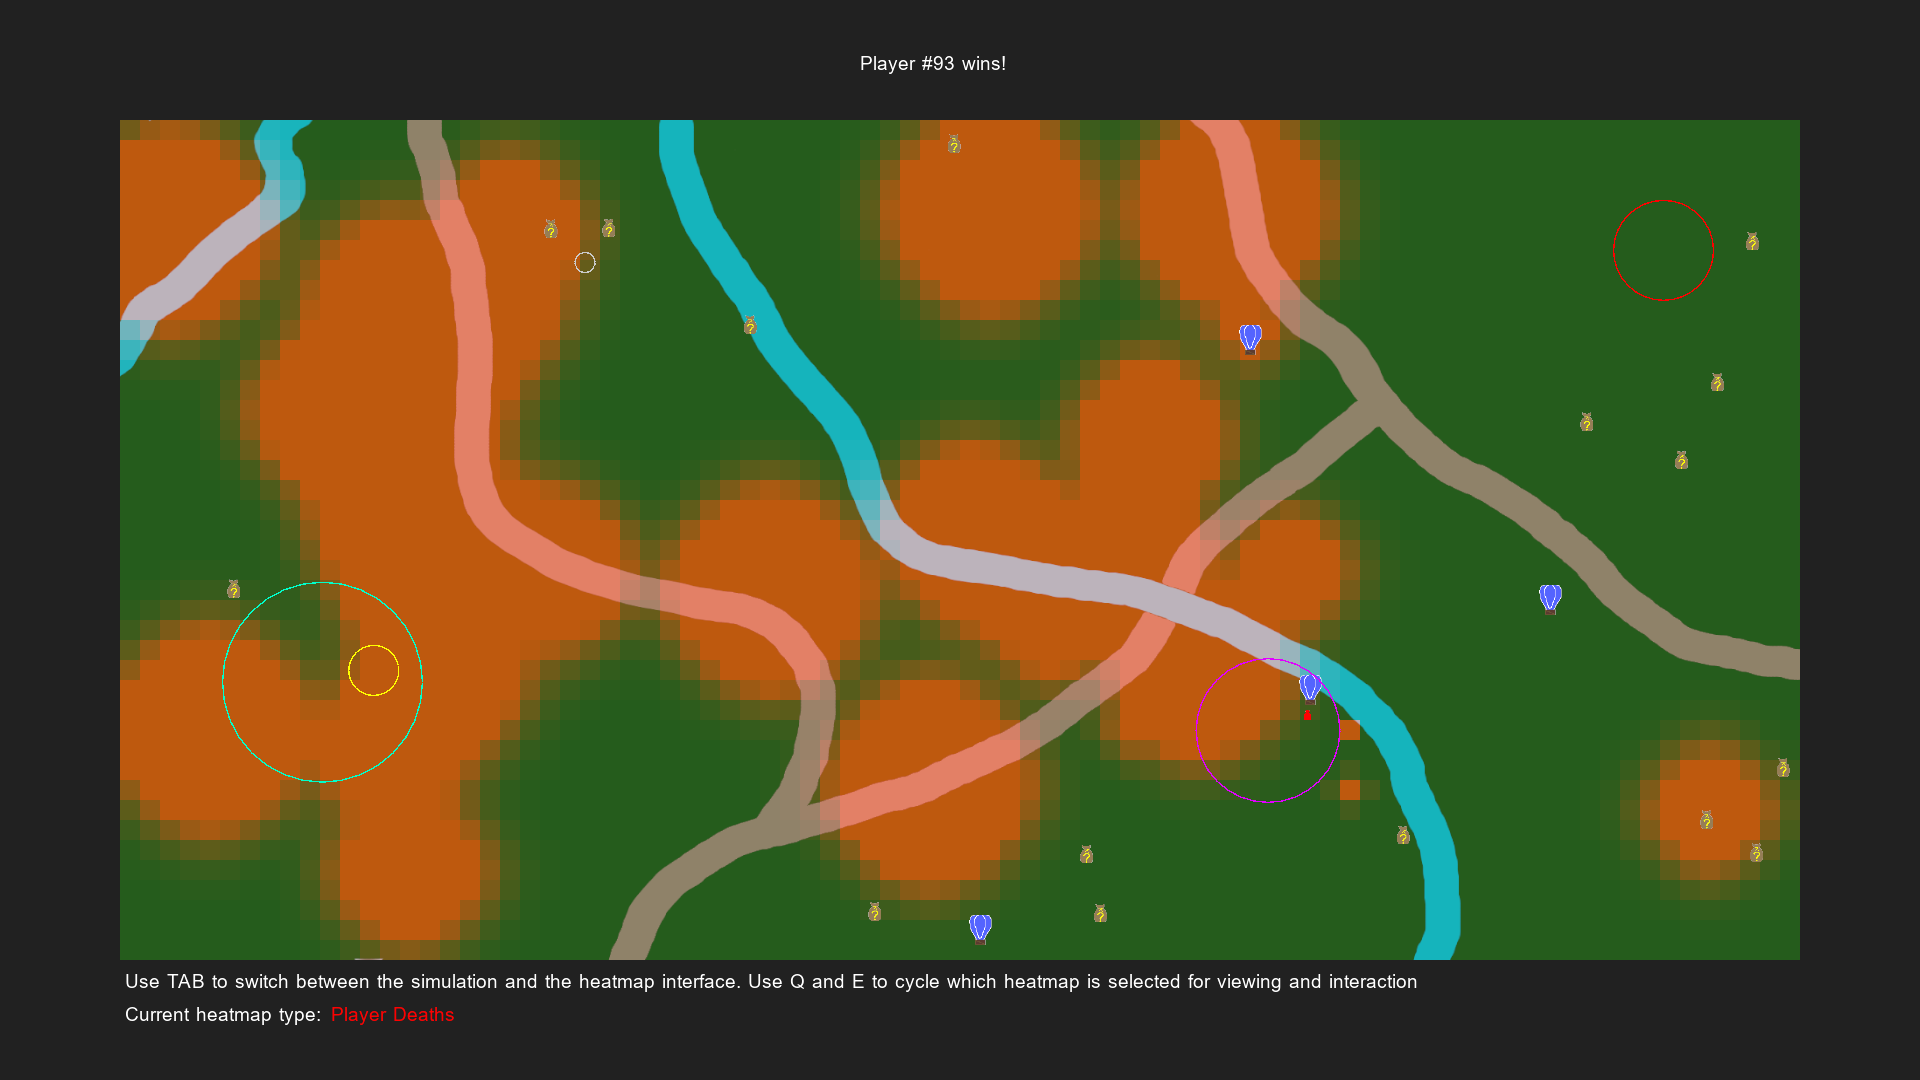 Player #93 wins!
Use TAB to switch between the simulation and the heatmap interface. Use Q and E to cycle which heatmap is selected for viewing and interaction
Current heatmap type: Player Deaths